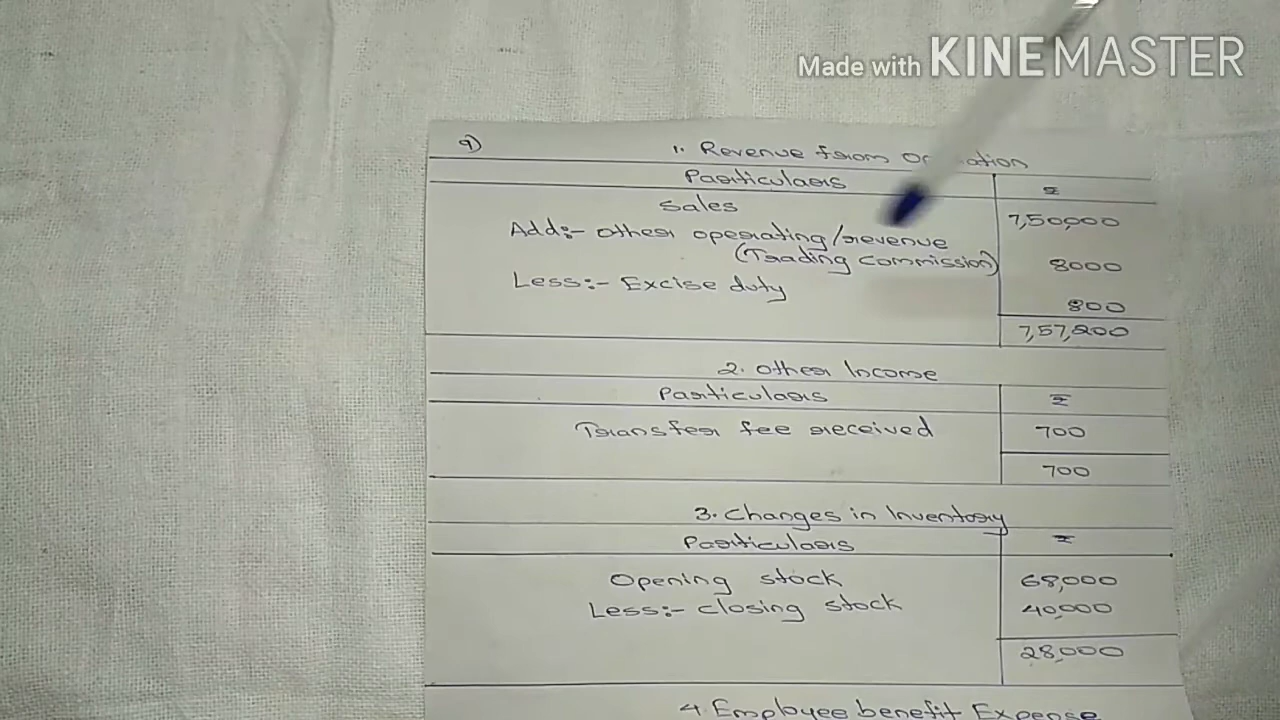 Made with KINEMASTER
9)
1. Revenue from
Particulars ₹
Sales 7,50,000
Add:- other operating/revenue
(Trading commission) 8000
Less:- Excise duty
800
7,57,200
2. Other Income
Particulars ₹
Transfer fee received 700
700
3. Changes in Inventory
Particulars ₹
Opening stock 68,000
Less:- closing stock 40,000
28,000
4. Employee benefit Expense